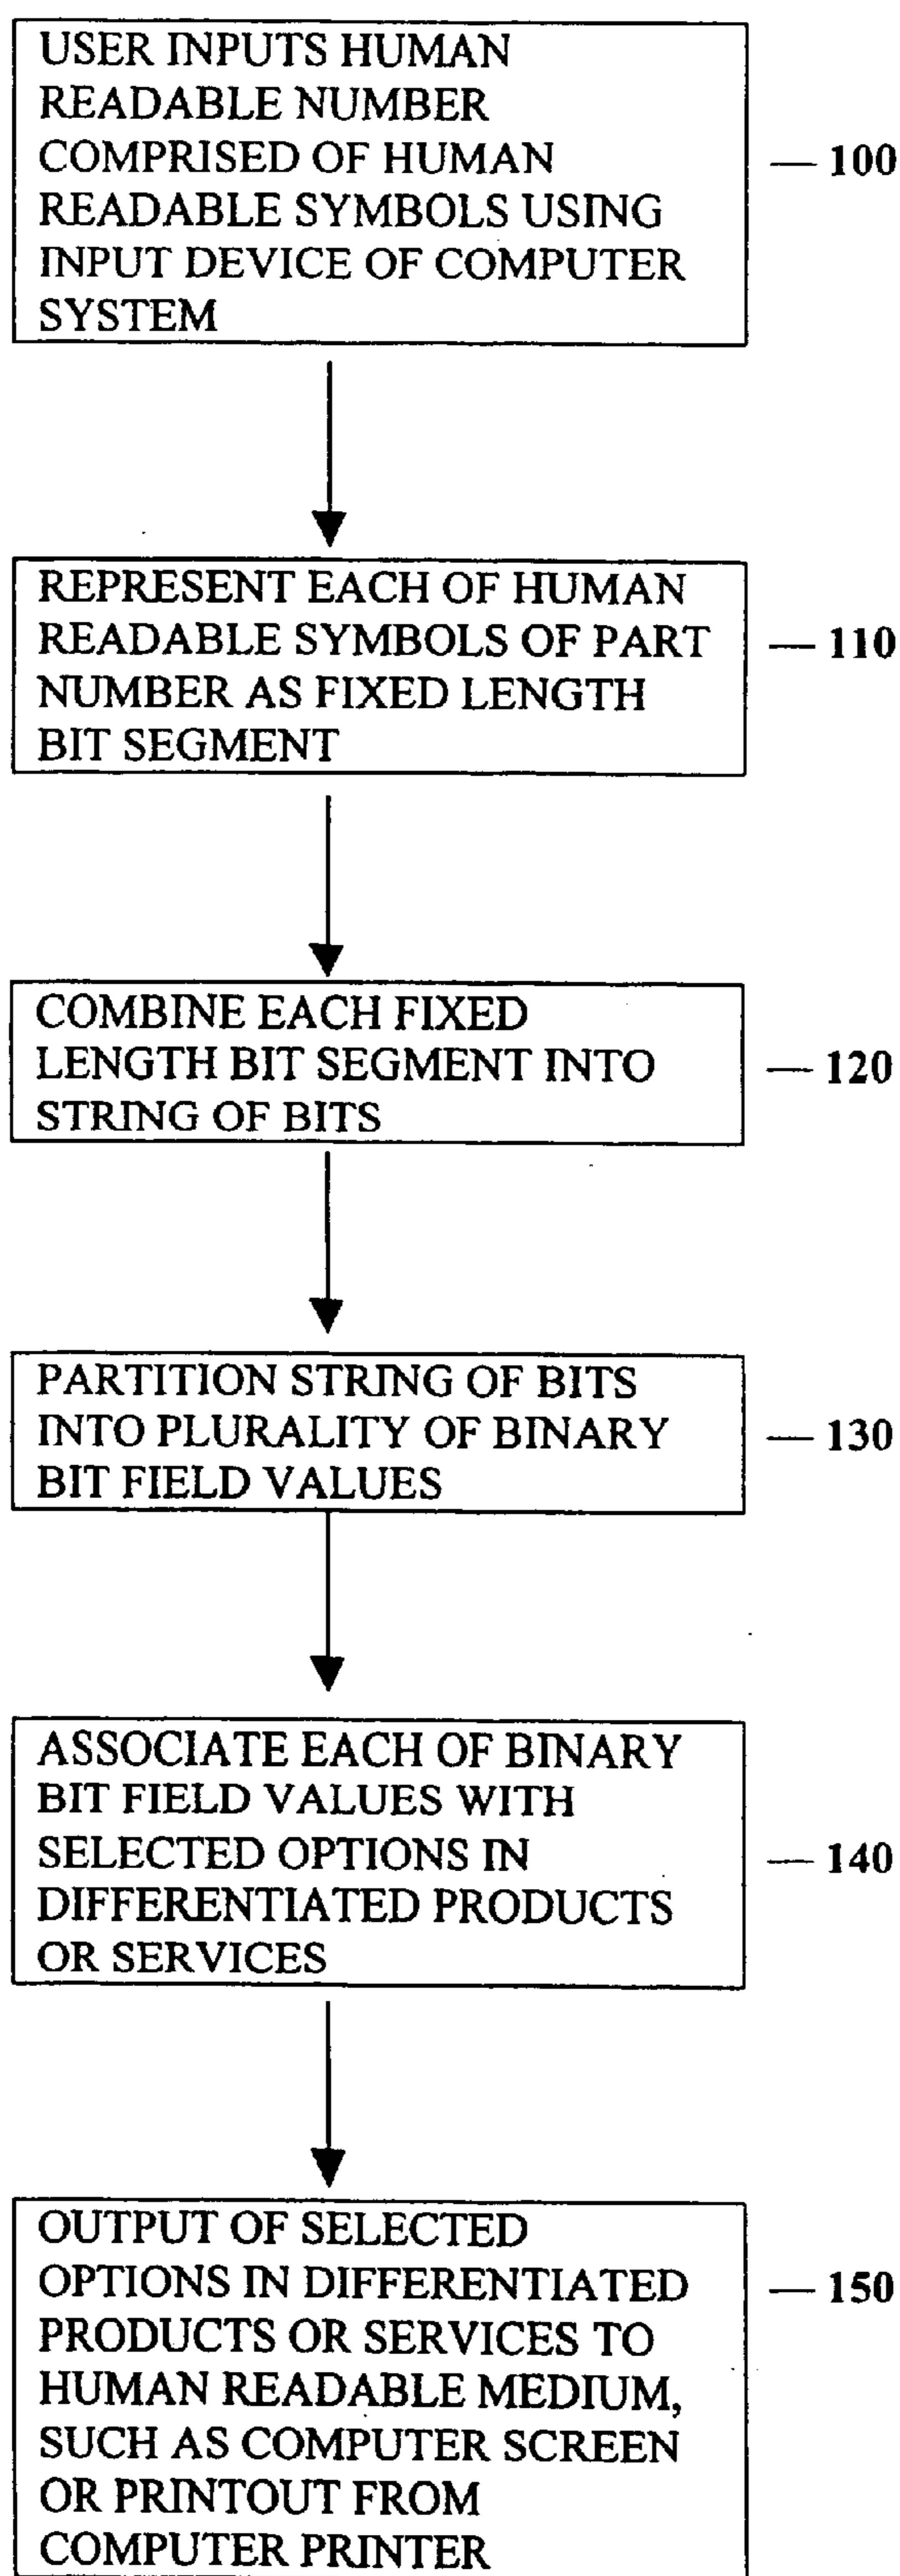 USER INPUTS HUMAN
READABLE NUMBER
COMPRISED OF HUMAN
READABLE SYMBOLS USING
INPUT DEVICE OF COMPUTER
SYSTEM
— 100
REPRESENT EACH OF HUMAN
READABLE SYMBOLS OF PART
NUMBER AS FIXED LENGTH
BIT SEGMENT
— 110
COMBINE EACH FIXED
LENGTH BIT SEGMENT INTO
STRING OF BITS
— 120
PARTITION STRING OF BITS
INTO PLURALITY OF BINARY
BIT FIELD VALUES
— 130
ASSOCIATE EACH OF BINARY
BIT FIELD VALUES WITH
SELECTED OPTIONS IN
DIFFERENTIATED PRODUCTS
OR SERVICES
— 140
OUTPUT OF SELECTED
OPTIONS IN DIFFERENTIATED
PRODUCTS OR SERVICES TO
HUMAN READABLE MEDIUM,
SUCH AS COMPUTER SCREEN
OR PRINTOUT FROM
COMPUTER PRINTER
— 150